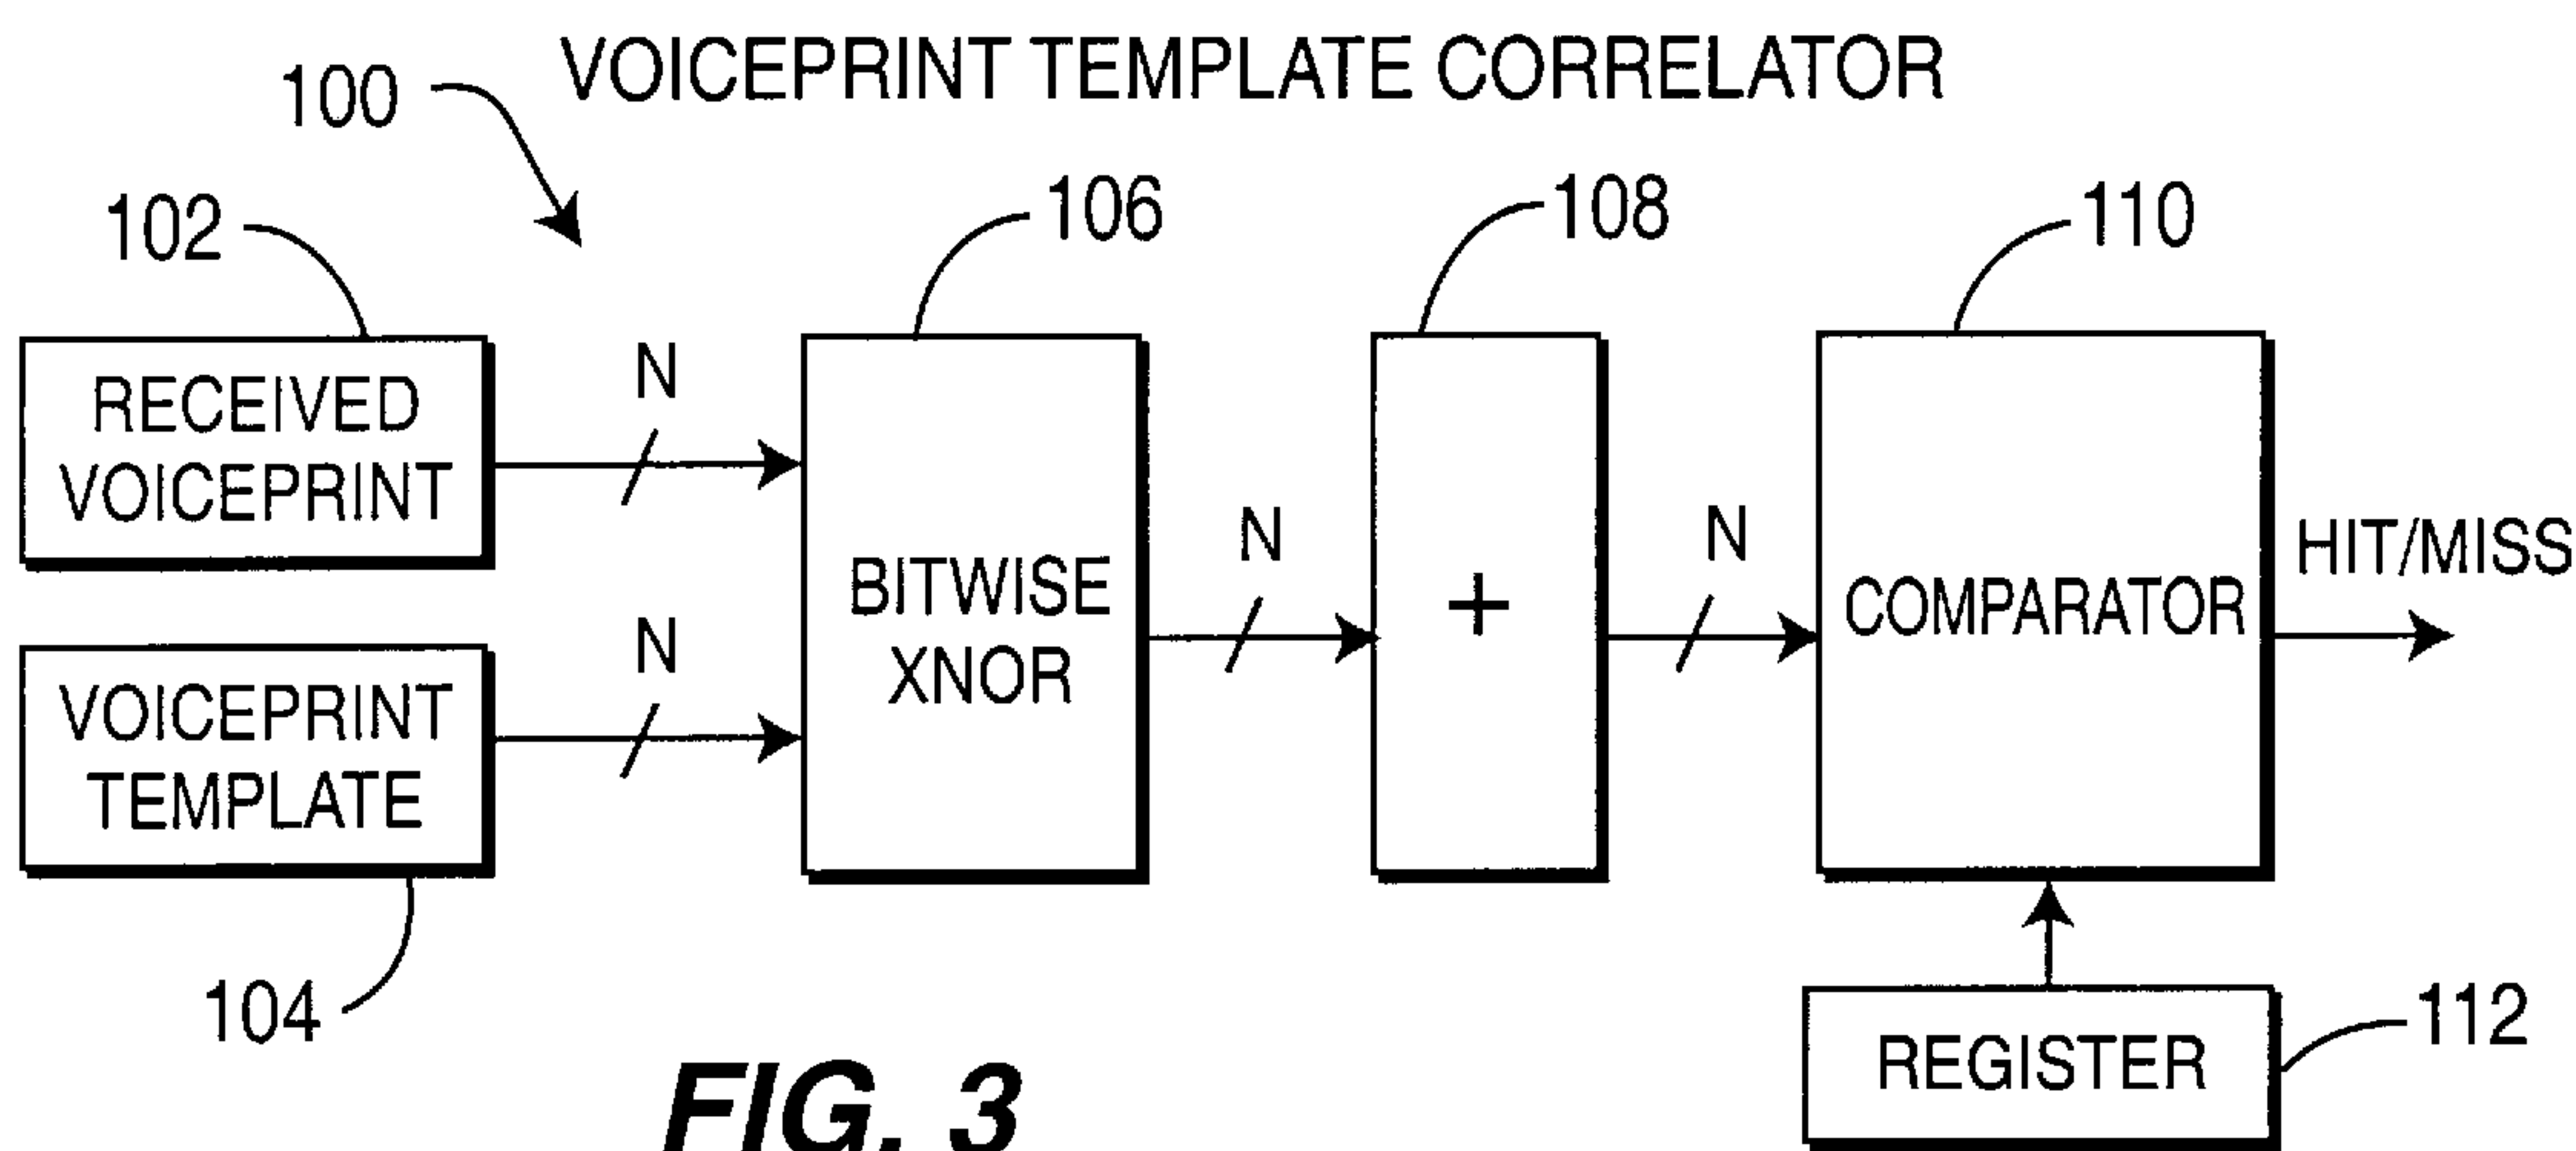 VOICEPRINT TEMPLATE CORRELATOR
100
102
106
108
110
RECEIVED
VOICEPRINT
N
VOICEPRINT
TEMPLATE
N
104
BITWISE
XNOR
N
+
N
COMPARATOR
HIT/MISS
REGISTER
112
FIG. 3